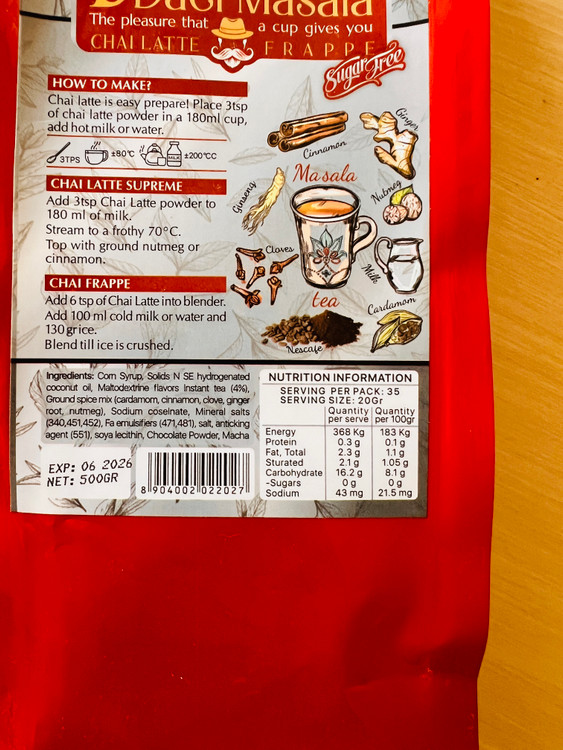 Masala
The pleasure that a cup gives you
CHAI LATTE FRAPPE
Sugar Free
HOW TO MAKE?
Chai latte is easy prepare! Place 3tsp
of chai latte powder in a 180ml cup,
add hot milk or water.
3TPS ±80°C MILK ±200°CC
CHAI LATTE SUPREME
Add 3tsp Chai Latte powder to
180 ml of milk.
Stream to a frothy 70°C.
Top with ground nutmeg or
cinnamon.
CHAI FRAPPE
Add 6 tsp of Chai Latte into blender.
Add 100 ml cold milk or water and
130 gr ice.
Blend till ice is crushed.
Cinnamon
Ginger
Masala
Ginseng
Nutmeg
Cloves
Milk
tea
Cardamom
Nescafe
Ingredients: Corn Syrup, Solids N SE hydrogenated
coconut oil, Maltodextrine flavors Instant tea (4%),
Ground spice mix (cardamom, cinnamon, clove, ginger
root, nutmeg), Sodium coselnate, Mineral salts
(340,451,452), Fa emulsifiers (471,481), salt, anticking
agent (551), soya lecithin, Chocolate Powder, Macha
EXP: 06 2026
NET: 500GR
8 904002 022027
NUTRITION INFORMATION
SERVING PER PACK: 35
SERVING SIZE: 20Gr
Quantity per serve Quantity per 100gr
Energy 368 Kg 183 Kg
Protein 0.3 g 0.1 g
Fat, Total 2.3 g 1.1 g
Sturated 2.1 g 1.05 g
Carbohydrate 16.2 g 8.1 g
-Sugars 0 g 0 g
Sodium 43 mg 21.5 mg